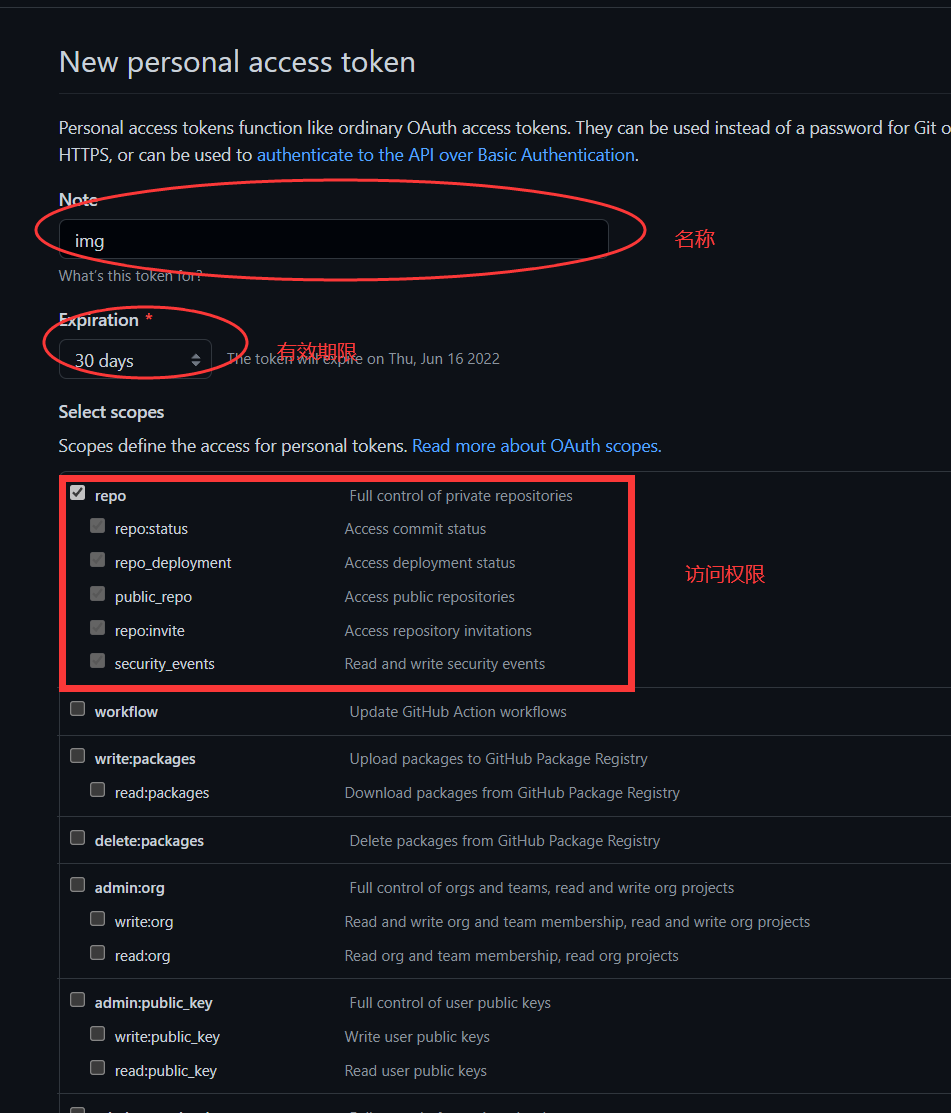 New personal access token
Personal access tokens function like ordinary OAuth access tokens. They can be used instead of a password for Git o
HTTPS, or can be used to authenticate to the API over Basic Authentication.
Note
img
名称
What's this token for?
Expiration *
30 days
有效期限
The token will expire on Thu, Jun 16 2022
Select scopes
Scopes define the access for personal tokens. Read more about OAuth scopes.
repo Full control of private repositories
repo:status Access commit status
repo_deployment Access deployment status
访问权限
public_repo Access public repositories
repo:invite Access repository invitations
security_events Read and write security events
workflow Update GitHub Action workflows
write:packages Upload packages to GitHub Package Registry
read:packages Download packages from GitHub Package Registry
delete:packages Delete packages from GitHub Package Registry
admin:org Full control of orgs and teams, read and write org projects
write:org Read and write org and team membership, read and write org projects
read:org Read org and team membership, read org projects
admin:public_key Full control of user public keys
write:public_key Write user public keys
read:public_key Read user public keys